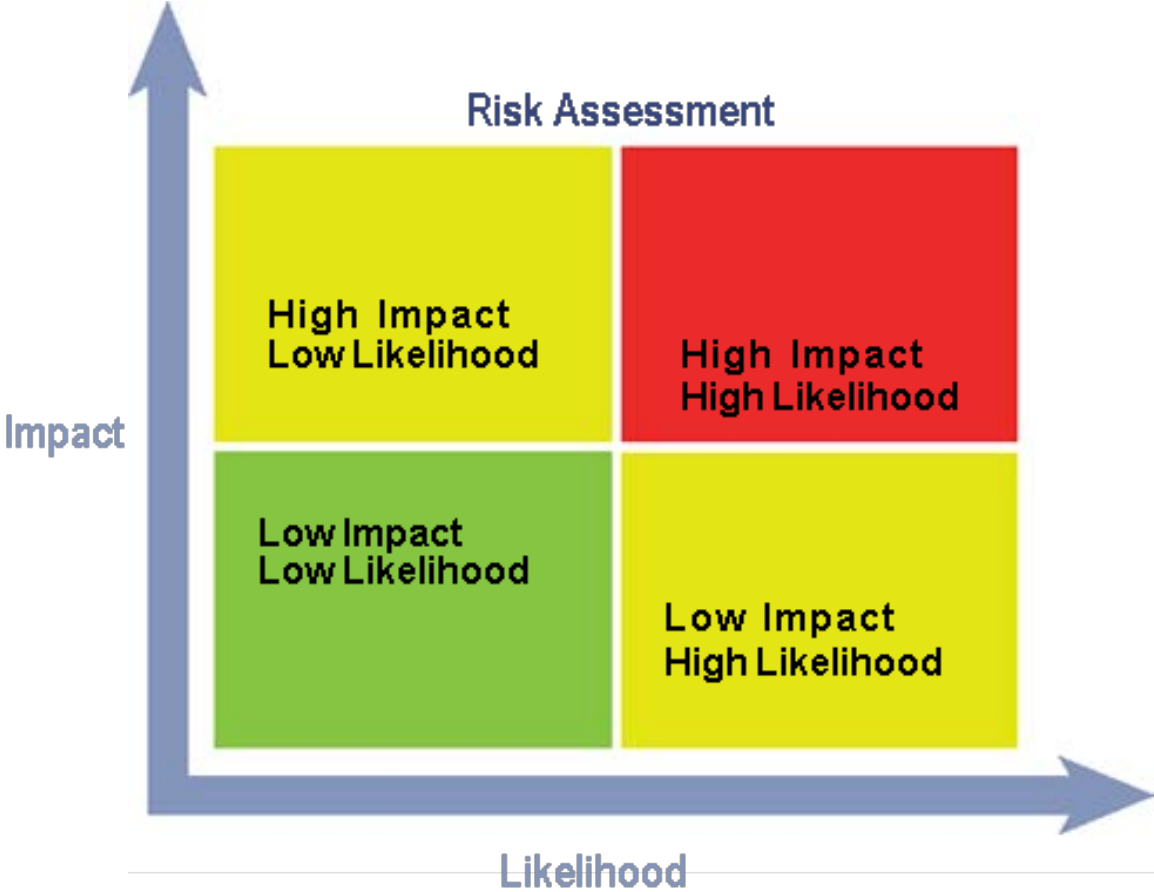 Risk Assessment
High Impact
Low Likelihood
High Impact
High Likelihood
Impact
Low Impact
Low Likelihood
Low Impact
High Likelihood
Likelihood